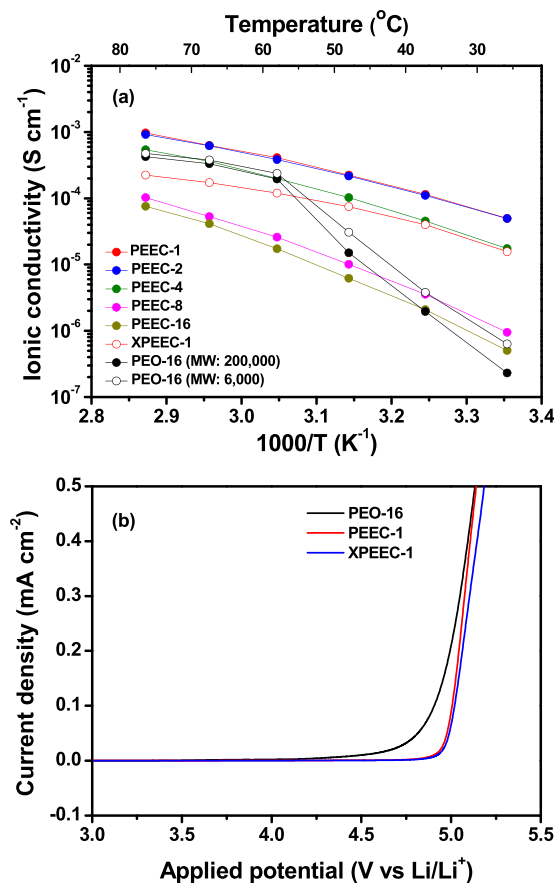 Temperature (°C)
80 70 60 50 40 30
(a)
10⁻²
10⁻³
10⁻⁴
10⁻⁵
10⁻⁶
10⁻⁷
Ionic conductivity (S cm⁻¹)
PEEC-1
PEEC-2
PEEC-4
PEEC-8
PEEC-16
XPEEC-1
PEO-16 (MW: 200,000)
PEO-16 (MW: 6,000)
2.8 2.9 3.0 3.1 3.2 3.3 3.4
1000/T (K⁻¹)
(b)
0.5
0.4
0.3
0.2
0.1
0.0
-0.1
Current density (mA cm⁻²)
PEO-16
PEEC-1
XPEEC-1
3.0 3.5 4.0 4.5 5.0 5.5
Applied potential (V vs Li/Li⁺)